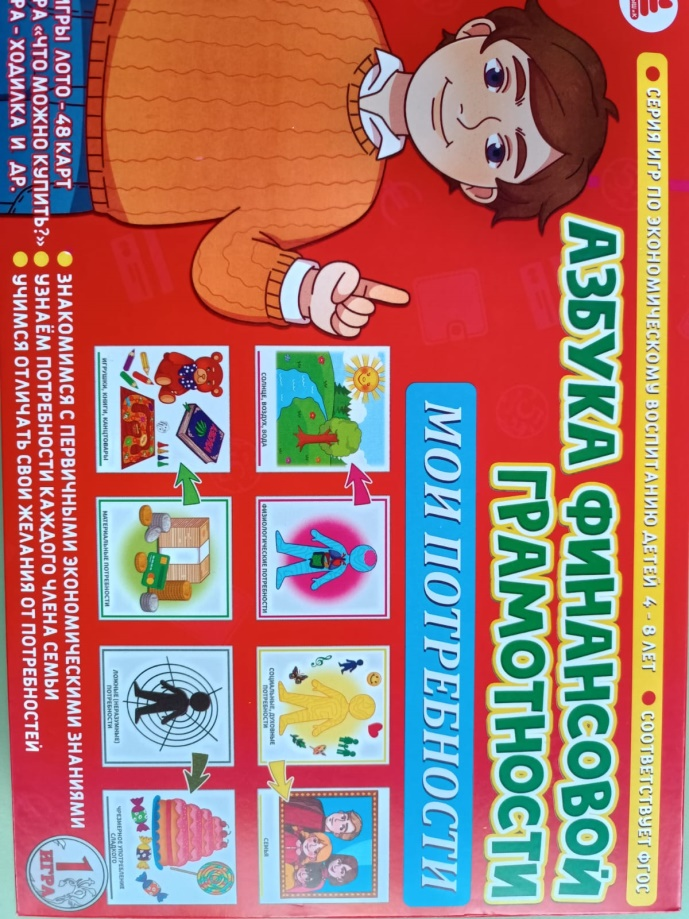 СЕРИЯ ИГР ПО ЭКОНОМИЧЕСКОМУ ВОСПИТАНИЮ ДЕТЕЙ 4 - 8 ЛЕТ
СООТВЕТСТВУЕТ ФГОС
АЗБУКА ФИНАНСОВОЙ
ГРАМОТНОСТИ
МОИ ПОТРЕБНОСТИ
СОЛНЦЕ, ВОЗДУХ, ВОДА
ФИЗИОЛОГИЧЕСКИЕ ПОТРЕБНОСТИ
СОЦИАЛЬНЫЕ, ДУХОВНЫЕ
ПОТРЕБНОСТИ
СЕМЬЯ
ИГРУШКИ, КНИГИ, КАНЦТОВАРЫ
МАТЕРИАЛЬНЫЕ ПОТРЕБНОСТИ
ЛОЖНЫЕ (НЕРАЗУМНЫЕ)
ПОТРЕБНОСТИ
ЧРЕЗМЕРНОЕ УПОТРЕБЛЕНИЕ
СЛАДКОГО
ИГРЫ ЛОТО - 48 КАРТ
РА «ЧТО МОЖНО КУПИТЬ?»
РА - ХОДИЛКА И ДР.
ЗНАКОМИМСЯ С ПЕРВИЧНЫМИ ЭКОНОМИЧЕСКИМИ ЗНАНИЯМИ
УЗНАЁМ ПОТРЕБНОСТИ КАЖДОГО ЧЛЕНА СЕМЬИ
УЧИМСЯ ОТЛИЧАТЬ СВОИ ЖЕЛАНИЯ ОТ ПОТРЕБНОСТЕЙ
1
ИГРА